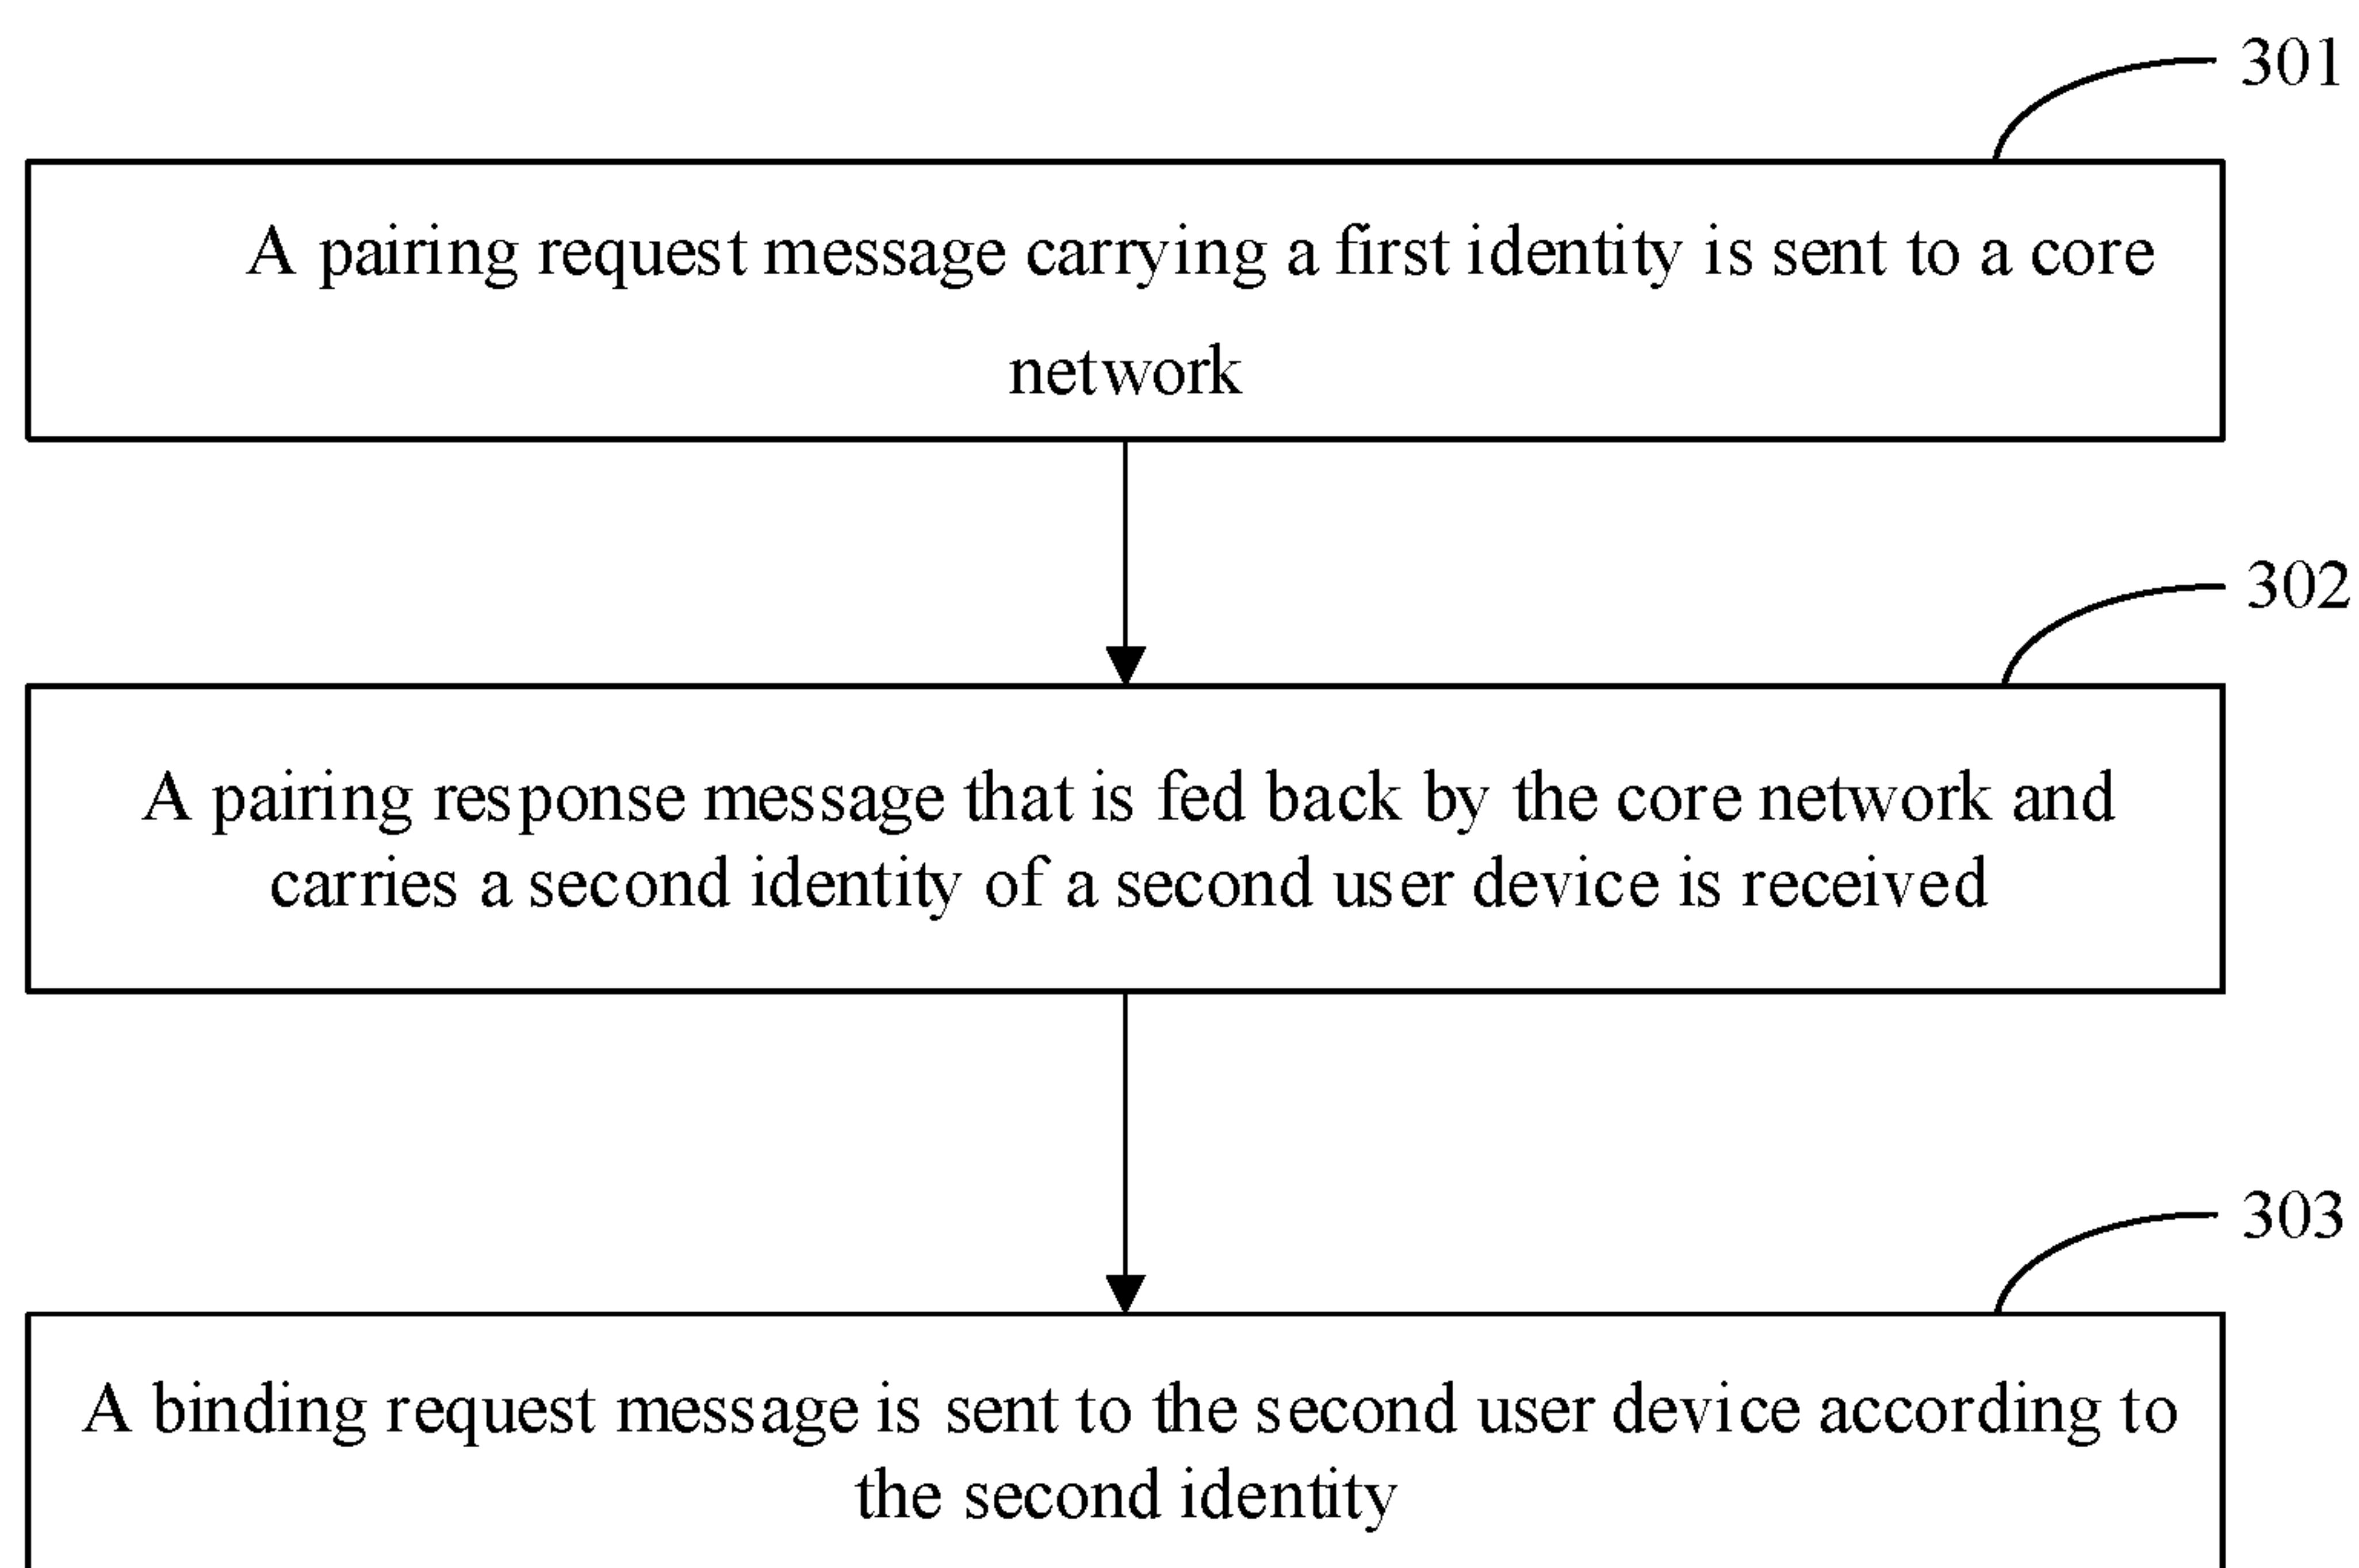 301
A pairing request message carrying a first identity is sent to a core
network
302
A pairing response message that is fed back by the core network and
carries a second identity of a second user device is received
303
A binding request message is sent to the second user device according to
the second identity